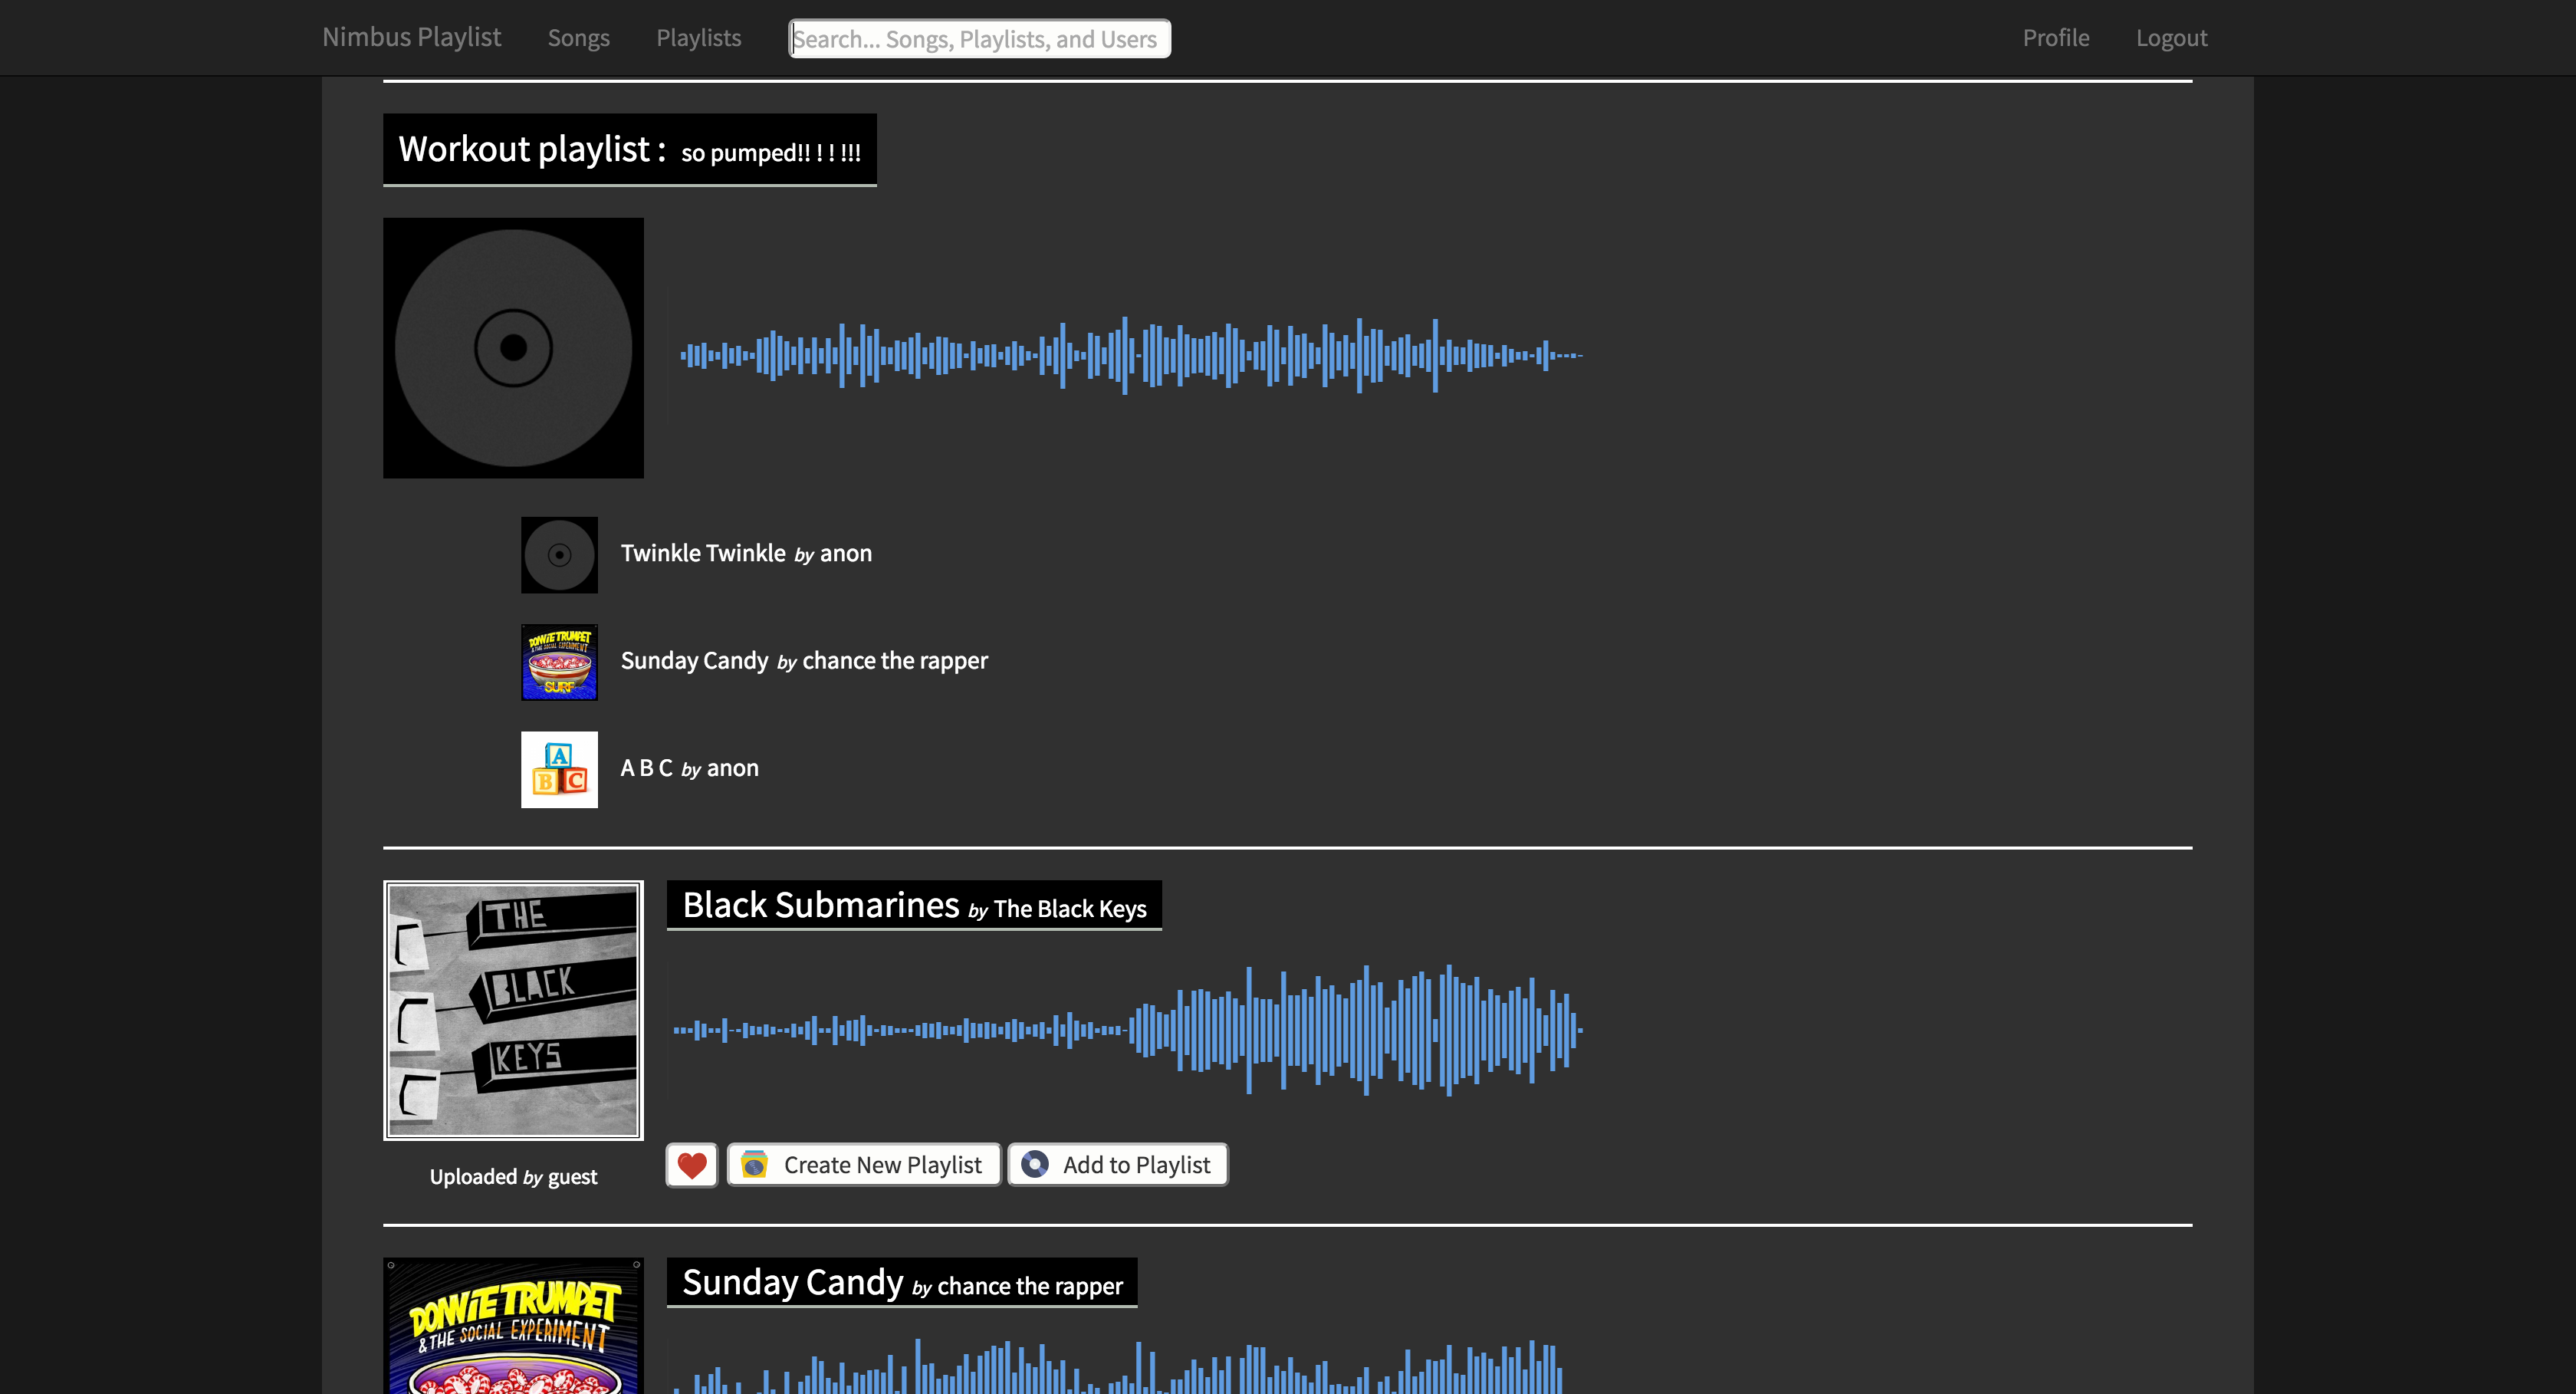 Nimbus Playlist Songs Playlists Search... Songs, Playlists, and Users Profile Logout
Workout playlist : so pumped!! ! ! !!!
Twinkle Twinkle by anon
DONNIE TRUMPET
& THE SOCIAL EXPERIMENT
SURF
Sunday Candy by chance the rapper
A
B C
A B C by anon
THE
BLACK
KEYS
Black Submarines by The Black Keys
Uploaded by guest
Create New Playlist Add to Playlist
DONNIE TRUMPET
& THE SOCIAL EXPERIMENT
Sunday Candy by chance the rapper